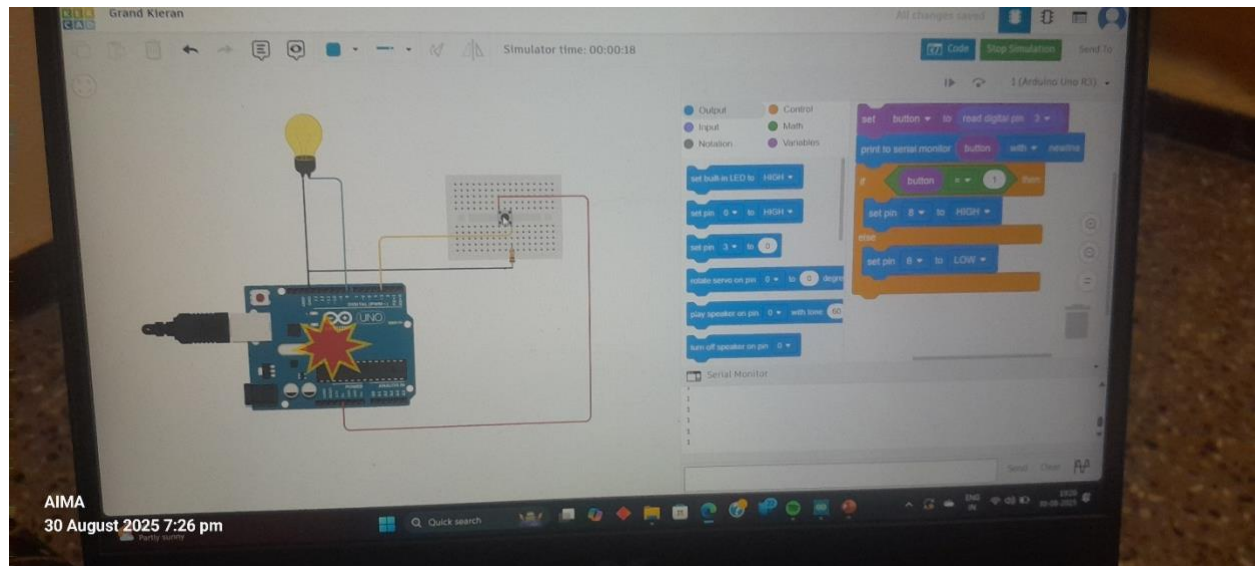 Grand Kieran
All changes saved
Simulator time: 00:00:18
Code
Stop Simulation
Send To
1 (Arduino Uno R3)
Output
Control
Input
Math
Notation
Variables
set built-in LED to HIGH
set pin 0 to HIGH
set pin 3 to 0
rotate servo on pin 0 to 0 degre
play speaker on pin 0 with tone 60
turn off speaker on pin 0
set button to read digital pin 3
print to serial monitor button with newline
if button = 1 then
set pin 8 to HIGH
else
set pin 8 to LOW
UNO
POWER
ANALOG IN
Serial Monitor
1
1
1
1
1
Send
Clear
AIMA
30 August 2025 7:26 pm
Partly sunny
Quick search
ENG
IN